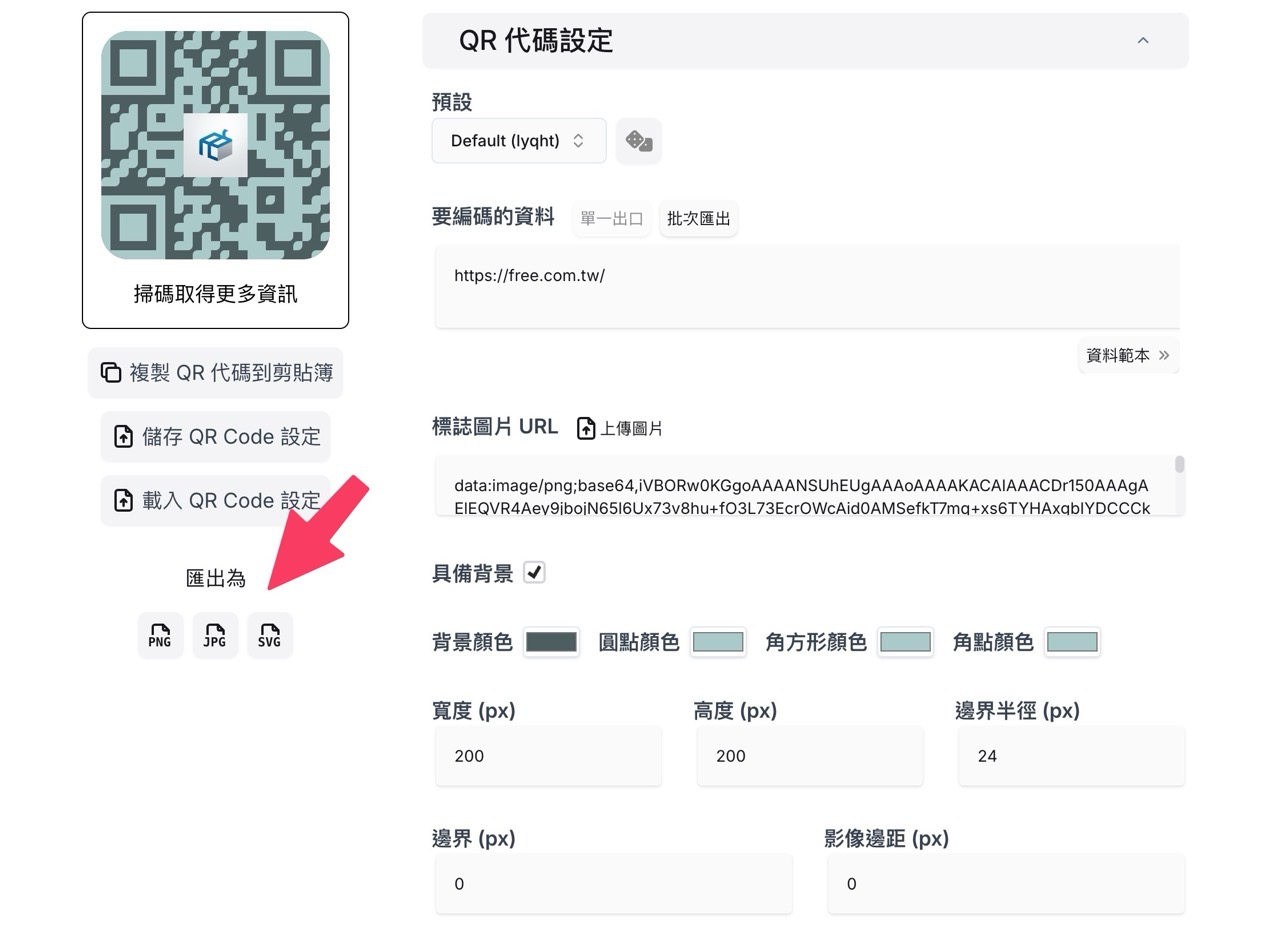 掃碼取得更多資訊
複製 QR 代碼到剪貼簿
儲存 QR Code 設定
載入 QR Code 設定
匯出為
PNG JPG SVG
QR 代碼設定
預設
Default (lyqht)
要編碼的資料 單一出口 批次匯出
https://free.com.tw/
資料範本 »
標誌圖片 URL 上傳圖片
data:image/png;base64,iVBORw0KGgoAAAANSUhEUgAAAoAAAAKACAIAAACDr150AAAgA
ElEQVR4Aey9jbojN65l6Ux73v8hu+fO3L73EcrOWcAid0AMSefkT7mq+xs6TYHAxqblYDCCCk
具備背景
背景顏色 圓點顏色 角方形顏色 角點顏色
寬度 (px) 高度 (px) 邊界半徑 (px)
200 200 24
邊界 (px) 影像邊距 (px)
0 0